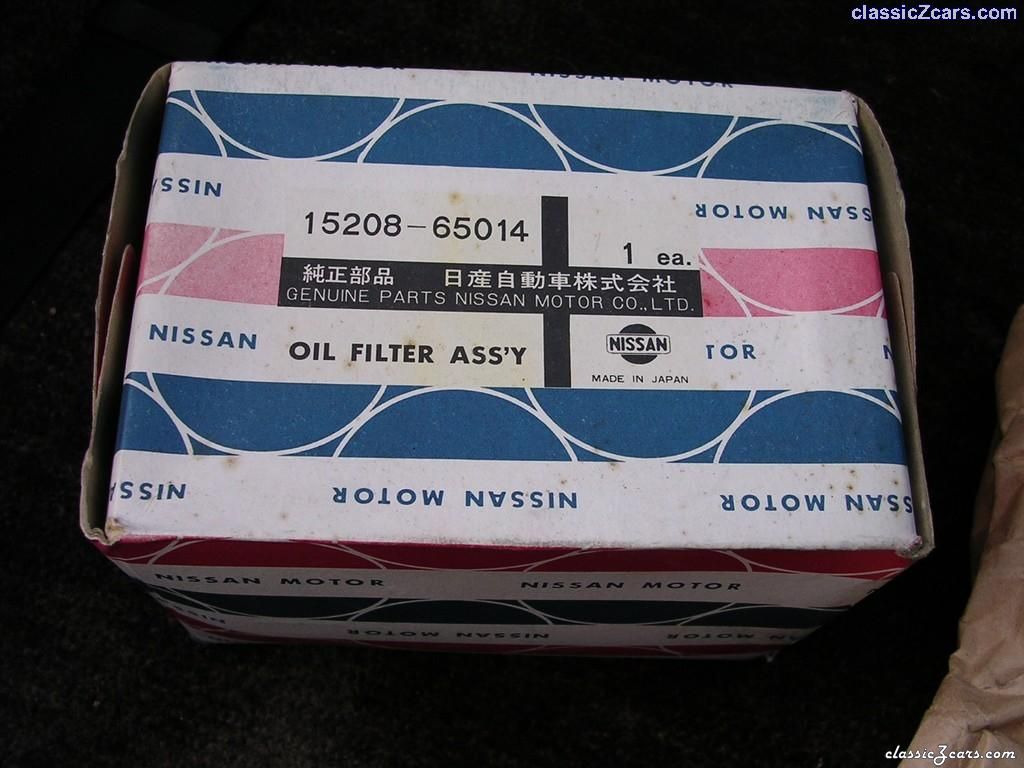 classicZcars.com
NISSAN MOTOR
NISSIN
NISSAN MOTOR
15208-65014
1 ea.
純正部品 日産自動車株式会社
GENUINE PARTS NISSAN MOTOR CO., LTD.
NISSAN
OIL FILTER ASS'Y
NISSAN
TOR
MADE IN JAPAN
NISSAN MOTOR
NISSAN MOTOR
NISSAN MOTOR
NISSAN MOTOR
NISSAN MOTOR
classicZcars.com